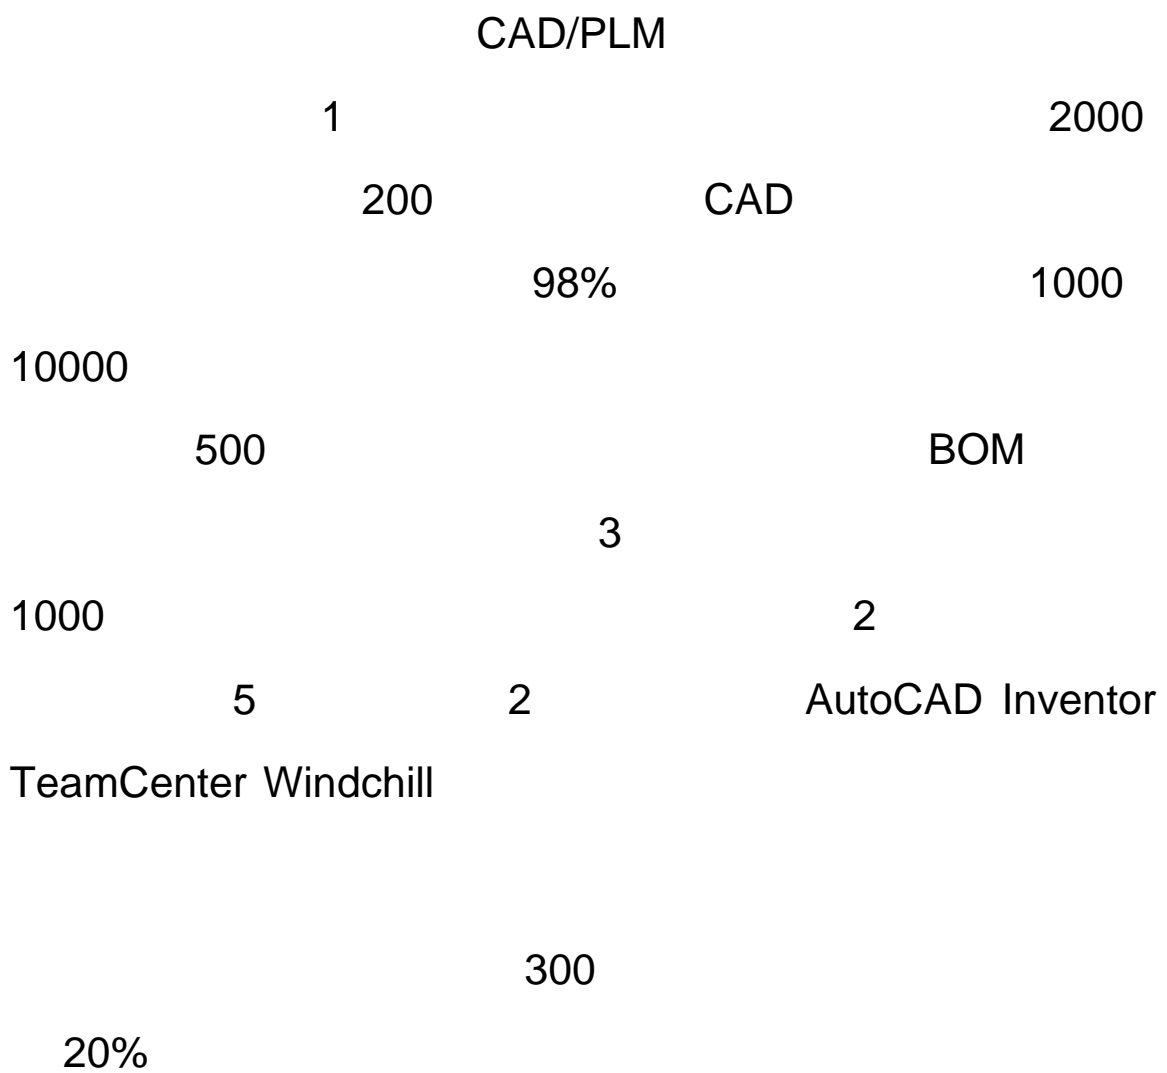 CAD/PLM
1 2000
200 CAD
98% 1000
10000
500 BOM
3
1000 2
5 2 AutoCAD Inventor
TeamCenter Windchill
300
20%